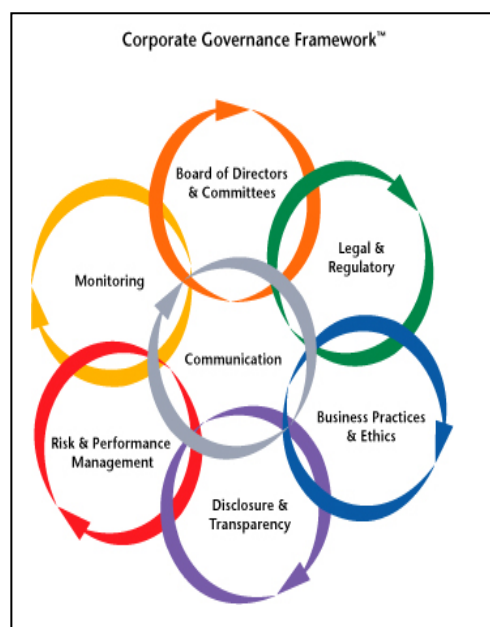 Corporate Governance Framework™
Board of Directors
& Committees
Legal &
Regulatory
Monitoring
Communication
Business Practices
& Ethics
Risk & Performance
Management
Disclosure &
Transparency